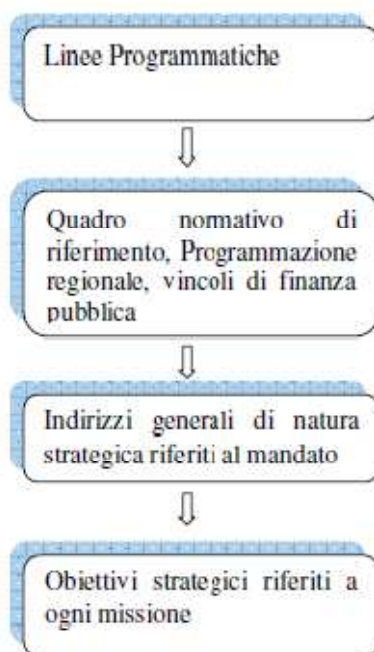 Linee Programmatiche
Quadro normativo di
riferimento, Programmazione
regionale, vincoli di finanza
pubblica
Indirizzi generali di natura
strategica riferiti al mandato
Obiettivi strategici riferiti a
ogni missione